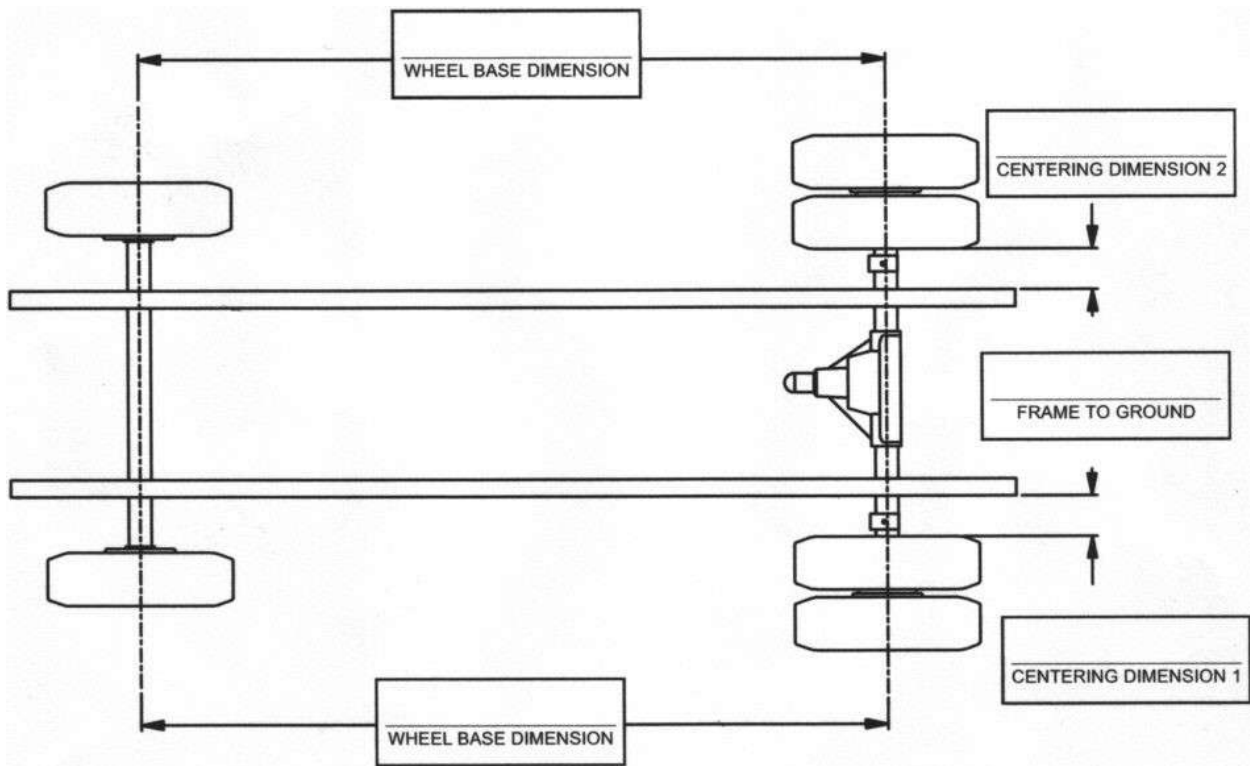 WHEEL BASE DIMENSION
CENTERING DIMENSION 2
FRAME TO GROUND
CENTERING DIMENSION 1
WHEEL BASE DIMENSION